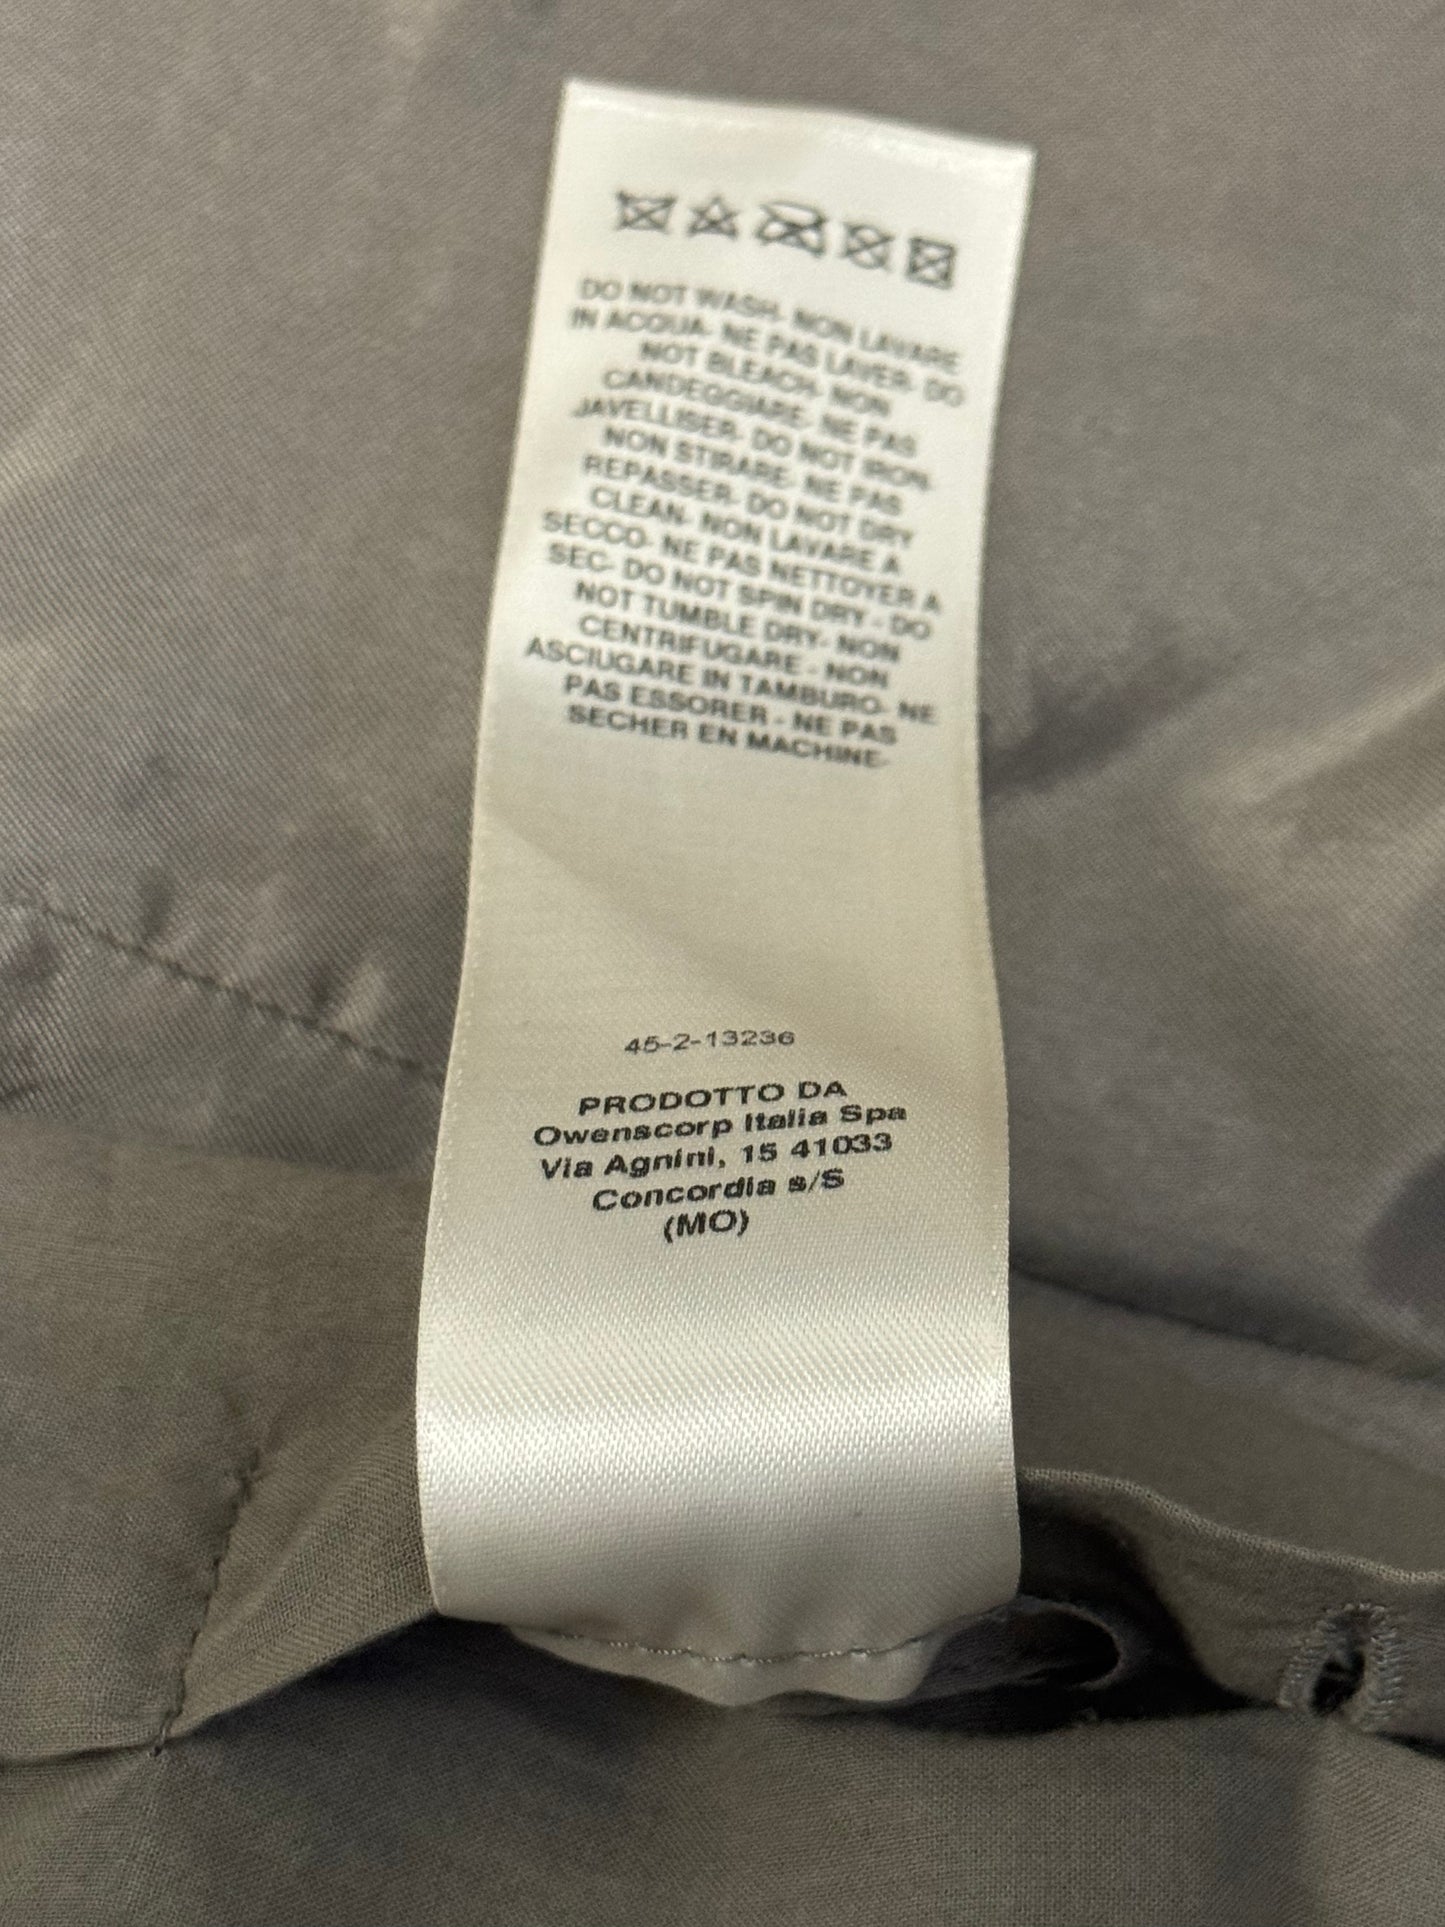 DO NOT WASH- NON LAVARE
IN ACQUA- NE PAS LAVER- DO
NOT BLEACH- NON
CANDEGGIARE- NE PAS
JAVELLISER- DO NOT IRON-
NON STIRARE- NE PAS
REPASSER- DO NOT DRY
CLEAN- NON LAVARE A
SECCO- NE PAS NETTOYER A
SEC- DO NOT SPIN DRY - DO
NOT TUMBLE DRY- NON
CENTRIFUGARE - NON
ASCIUGARE IN TAMBURO- NE
PAS ESSORER - NE PAS
SECHER EN MACHINE-
45-2-13236
PRODOTTO DA
Owenscorp Italia Spa
Via Agnini, 15 41033
Concordia s/S
(MO)